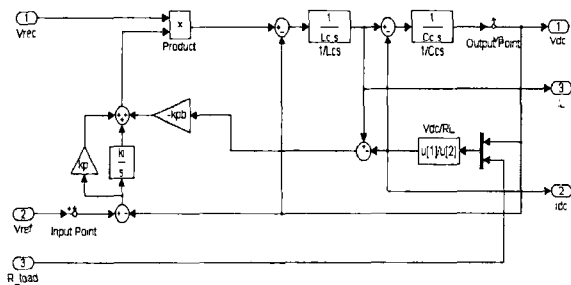 1
Vrec
x
Product
1
Lc.s
1/Lcs
1
Cc.s
1/Ccs
Output Point
1
Vdc
3
iL
-kpb
Vdc/RL
u[1]/u[2]
kp
ki
s
2
Vref
Input Point
2
idc
3
R_load